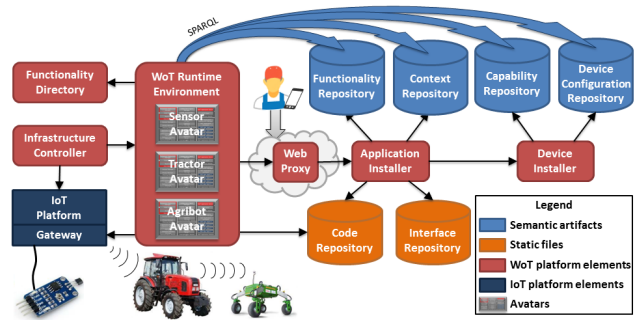 SPARQL
Functionality
Directory
WoT Runtime
Environment
Functionality
Repository
Context
Repository
Capability
Repository
Device
Configuration
Repository
Infrastructure
Controller
Sensor
Avatar
Tractor
Avatar
Agribot
Avatar
Web
Proxy
Application
Installer
Device
Installer
IoT
Platform
Gateway
Code
Repository
Interface
Repository
Legend
Semantic artifacts
Static files
WoT platform elements
IoT platform elements
Avatars